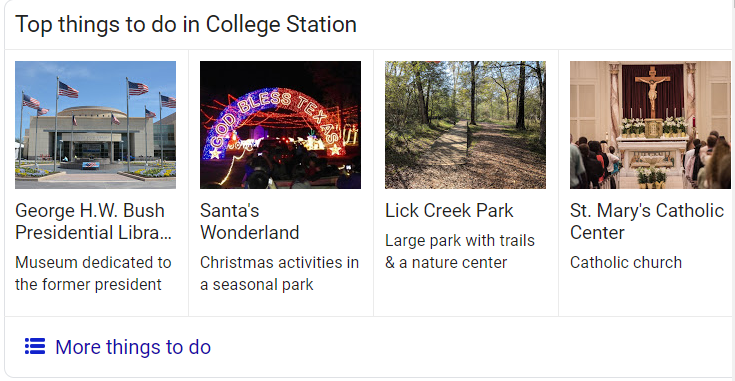 Top things to do in College Station
GOD BLESS TEXAS
George H.W. Bush
Presidential Libra...
Museum dedicated to
the former president
Santa's
Wonderland
Christmas activities in
a seasonal park
Lick Creek Park
Large park with trails
& a nature center
St. Mary's Catholic
Center
Catholic church
More things to do